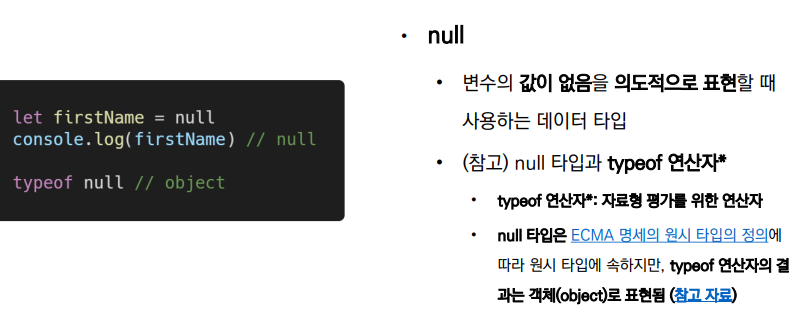 let firstName = null
console.log(firstName) // null
typeof null // object
• null
• 변수의 값이 없음을 의도적으로 표현할 때
사용하는 데이터 타입
• (참고) null 타입과 typeof 연산자*
• typeof 연산자*: 자료형 평가를 위한 연산자
• null 타입은 ECMA 명세의 원시 타입의 정의에
따라 원시 타입에 속하지만, typeof 연산자의 결
과는 객체(object)로 표현됨 (참고 자료)